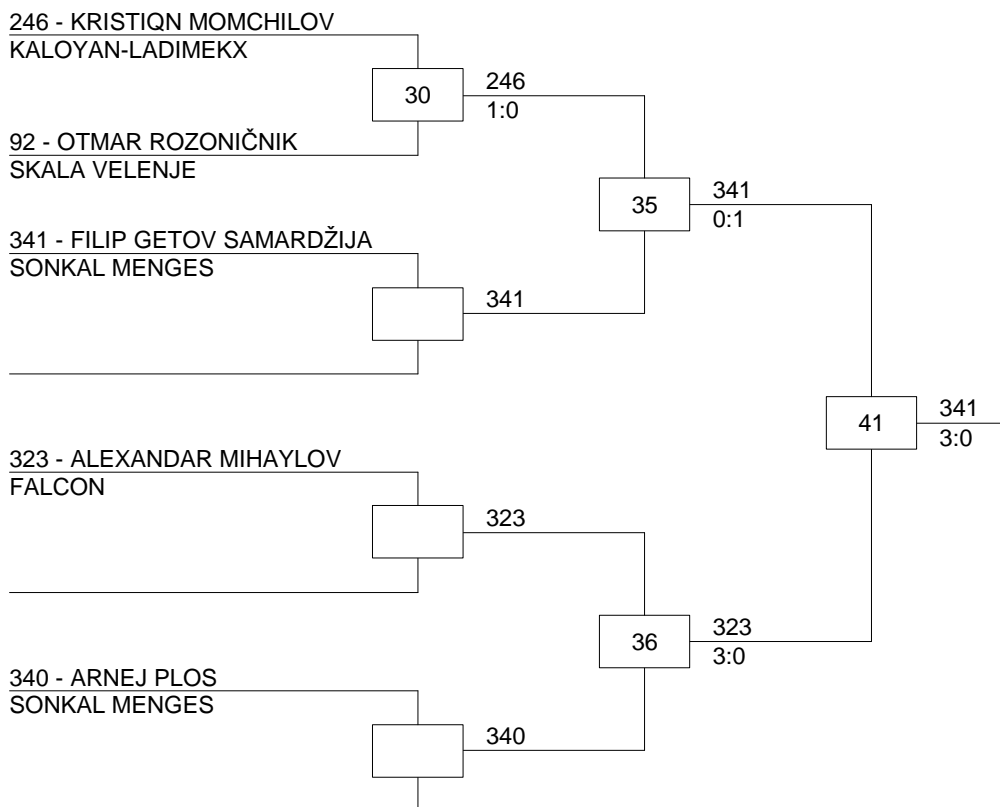 246 - KRISTIQN MOMCHILOV
KALOYAN-LADIMEKX
30
246
1:0
92 - OTMAR ROZONIČNIK
SKALA VELENJE
35
341
0:1
341 - FILIP GETOV SAMARDŽIJA
SONKAL MENGES
341
41
341
3:0
323 - ALEXANDAR MIHAYLOV
FALCON
323
36
323
3:0
340 - ARNEJ PLOS
SONKAL MENGES
340